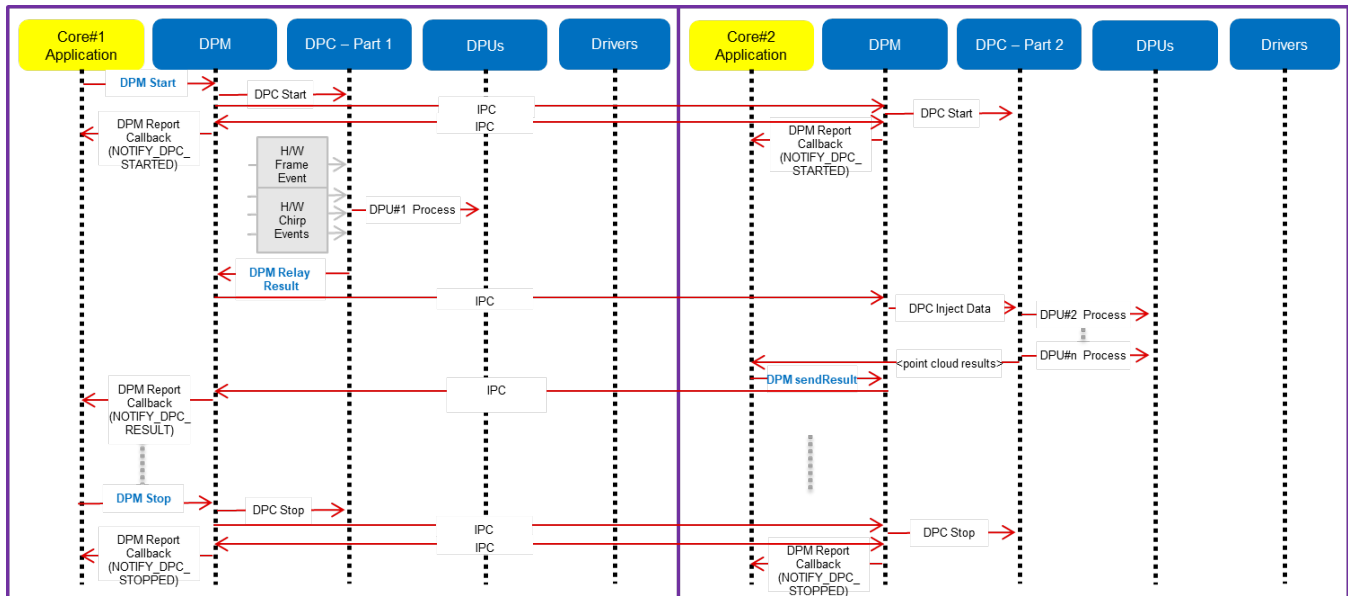 Core#1
Application
DPM
DPC – Part 1
DPUs
Drivers
Core#2
Application
DPM
DPC – Part 2
DPUs
Drivers
DPM Start
DPC Start
IPC
IPC
DPC Start
DPM Report
Callback
(NOTIFY_DPC_
STARTED)
DPM Report
Callback
(NOTIFY_DPC_
STARTED)
H/W
Frame
Event
H/W
Chirp
Events
DPU#1 Process
DPM Relay
Result
IPC
DPC Inject Data
DPU#2 Process
<point cloud results>
DPU#n Process
DPM sendResult
IPC
DPM Report
Callback
(NOTIFY_DPC_
RESULT)
DPM Stop
DPC Stop
IPC
IPC
DPC Stop
DPM Report
Callback
(NOTIFY_DPC_
STOPPED)
DPM Report
Callback
(NOTIFY_DPC_
STOPPED)